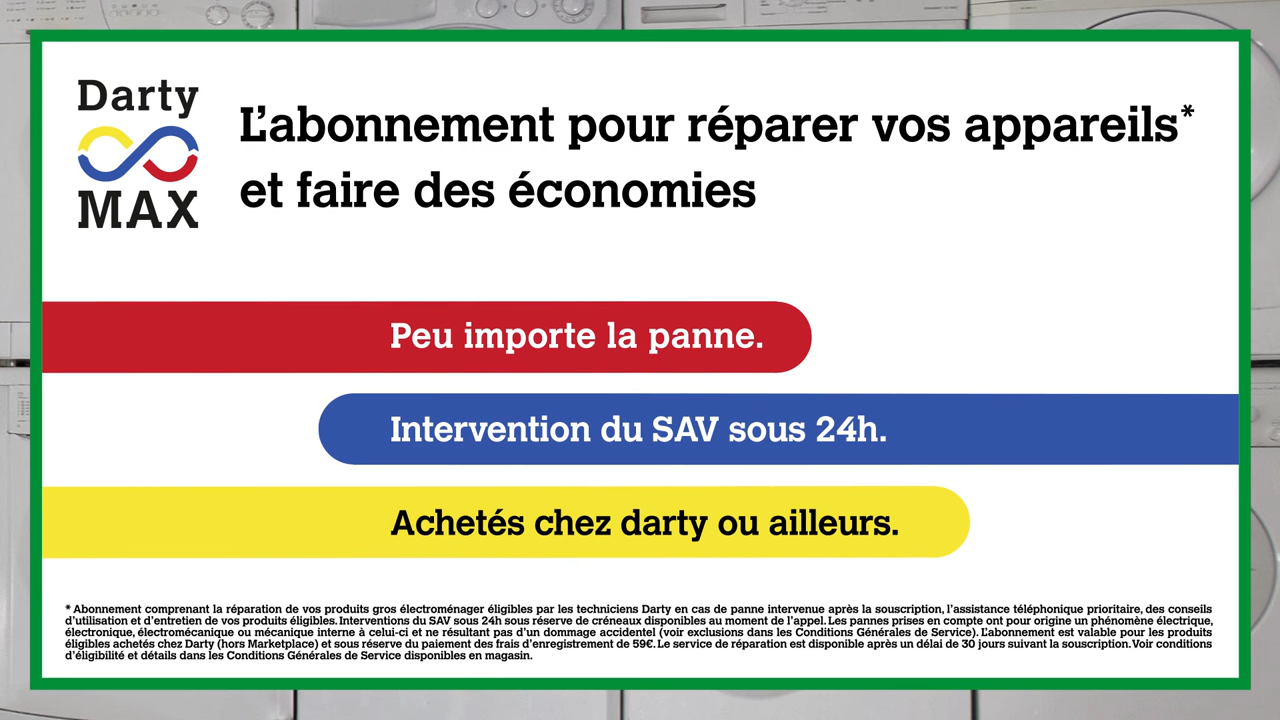 Darty
MAX
L'abonnement pour réparer vos appareils*
et faire des économies
Peu importe la panne.
Intervention du SAV sous 24h.
Achetés chez darty ou ailleurs.
* Abonnement comprenant la réparation de vos produits gros électroménager éligibles par les techniciens Darty en cas de panne intervenue après la souscription, l'assistance téléphonique prioritaire, des conseils
d'utilisation et d'entretien de vos produits éligibles. Interventions du SAV sous 24h sous réserve de créneaux disponibles au moment de l'appel. Les pannes prises en compte ont pour origine un phénomène électrique,
électronique, électromécanique ou mécanique interne à celui-ci et ne résultant pas d'un dommage accidentel (voir exclusions dans les Conditions Générales de Service). L'abonnement est valable pour les produits
éligibles achetés chez Darty (hors Marketplace) et sous réserve du paiement des frais d'enregistrement de 59€. Le service de réparation est disponible après un délai de 30 jours suivant la souscription. Voir conditions
d'éligibilité et détails dans les Conditions Générales de Service disponibles en magasin.